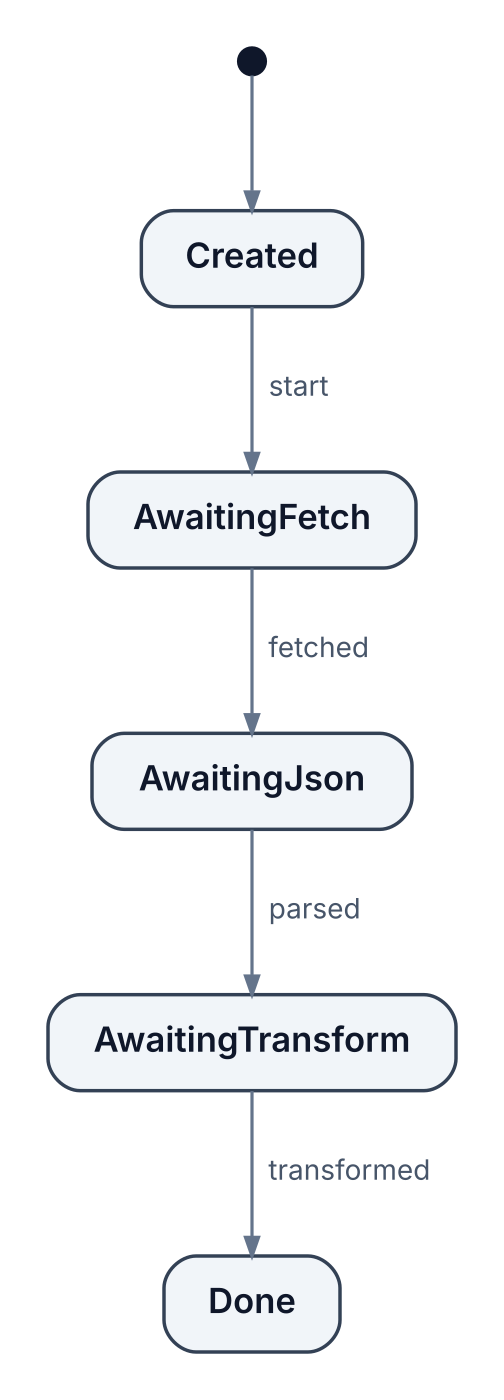 Created
start
AwaitingFetch
fetched
AwaitingJson
parsed
AwaitingTransform
transformed
Done